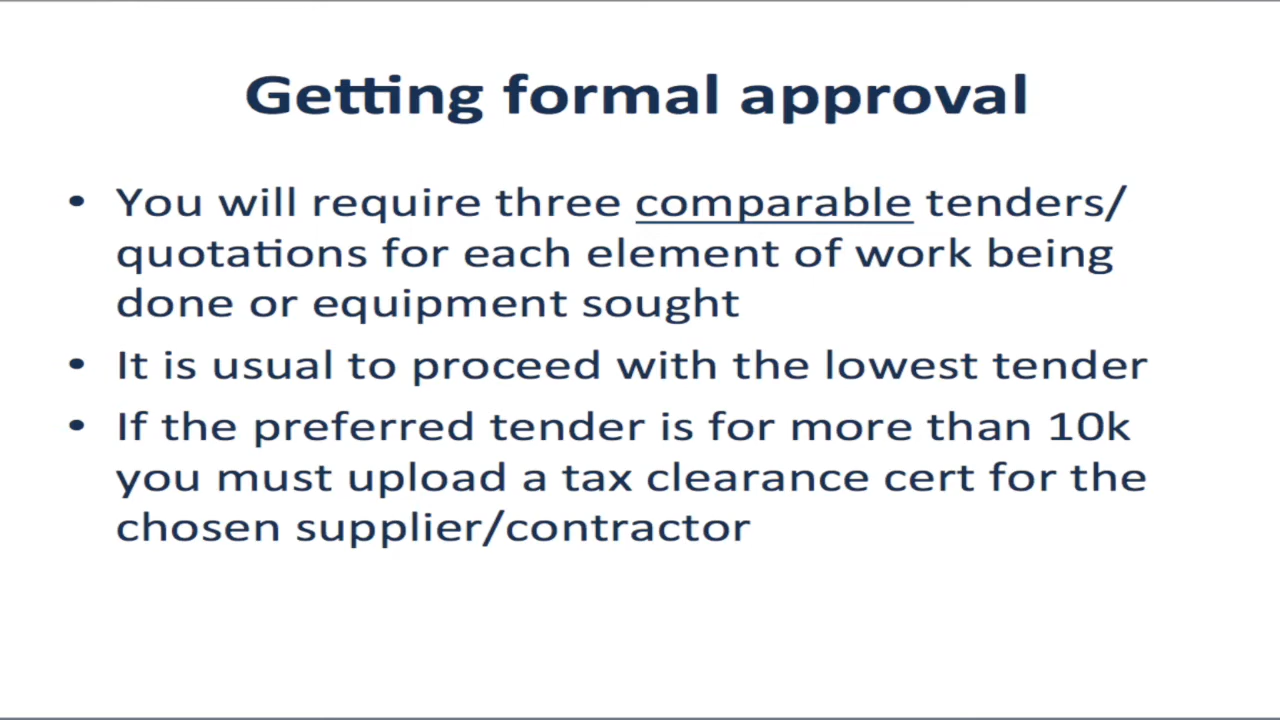 Getting formal approval
• You will require three comparable tenders/
quotations for each element of work being
done or equipment sought
• It is usual to proceed with the lowest tender
• If the preferred tender is for more than 10k
you must upload a tax clearance cert for the
chosen supplier/contractor